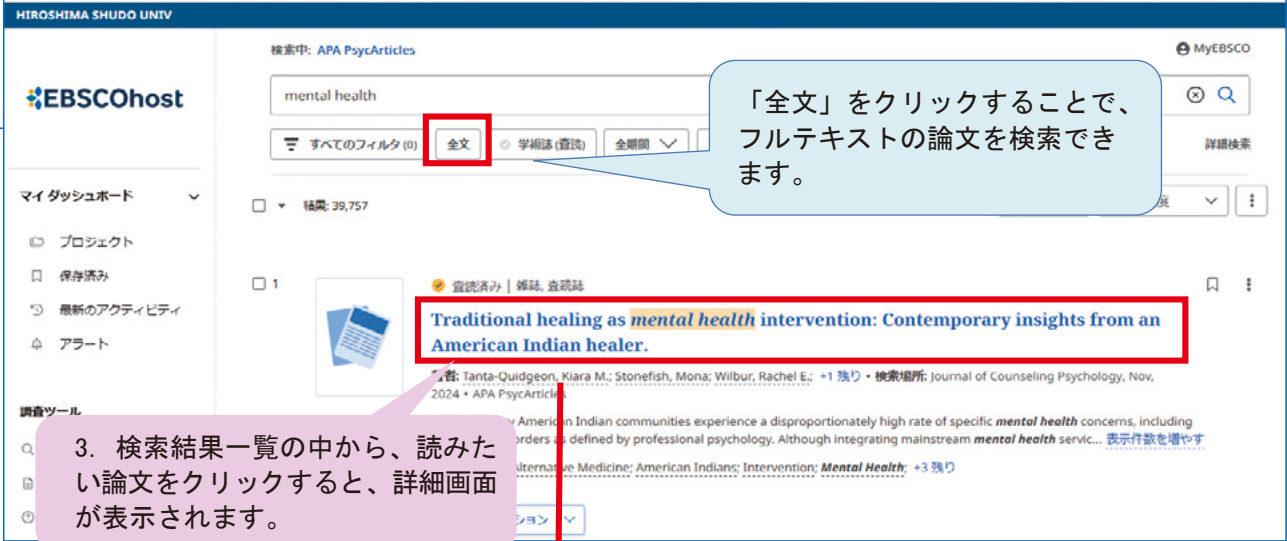 HIROSHIMA SHUDO UNIV
検索中: APA PsycArticles
MyEBSCO
EBSCOhost
mental health
すべてのフィルタ (0)
全文
学術誌 (査読)
全期間
詳細検索
「全文」をクリックすることで、
フルテキストの論文を検索でき
ます。
マイ ダッシュボード
プロジェクト
保存済み
最新のアクティビティ
アラート
調査ツール
結果: 39,757
1
査読済み | 雑誌, 査読誌
Traditional healing as mental health intervention: Contemporary insights from an
American Indian healer.
著者: Tanta-Quidgeon, Kiara M.; Stonefish, Mona; Wilbur, Rachel E.; +1 残り • 検索場所: Journal of Counseling Psychology, Nov,
2024 • APA PsycArticles
American Indian communities experience a disproportionately high rate of specific mental health concerns, including
as defined by professional psychology. Although integrating mainstream mental health servic... 表示件数を増やす
Medicine; American Indians; Intervention; Mental Health; +3 残り
ション
3. 検索結果一覧の中から、読みた
い論文をクリックすると、詳細画面
が表示されます。